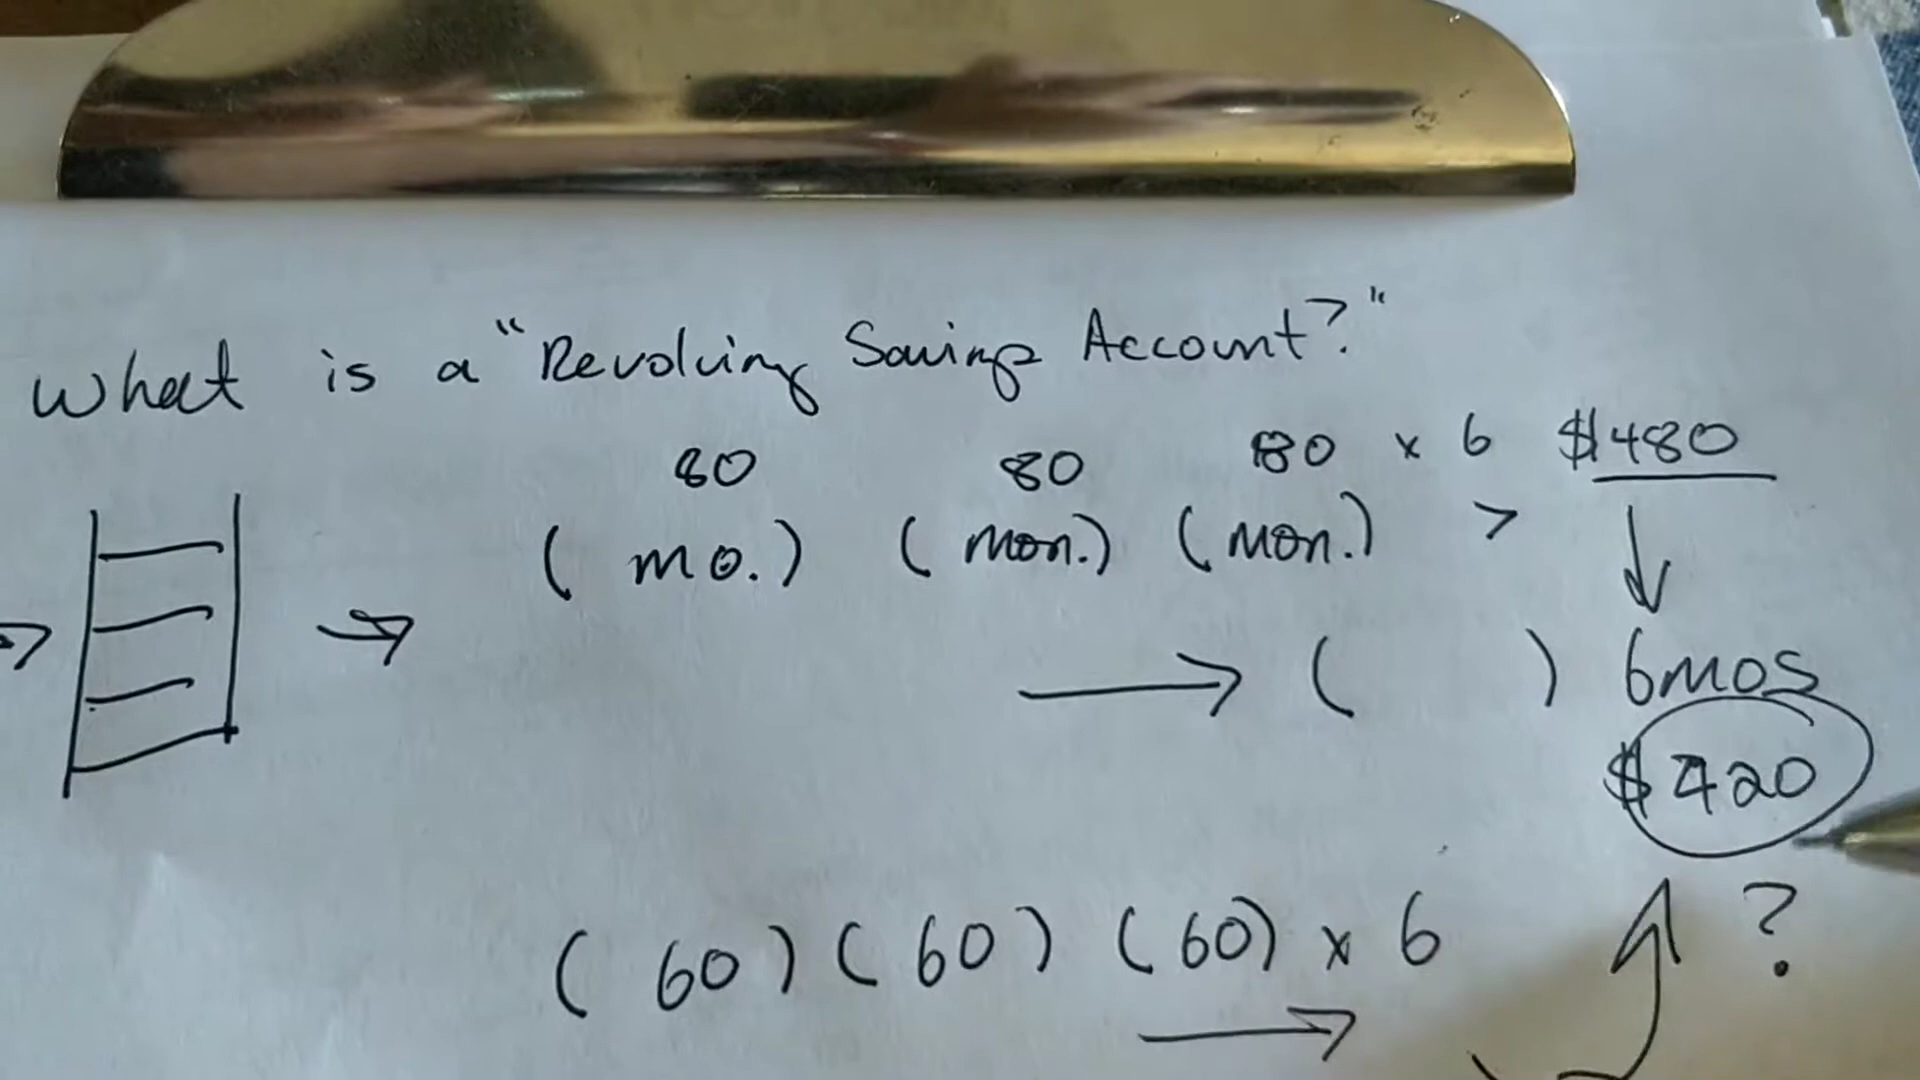 What is a "Revolving Savings Account?"
80 80 80 x 6 $480
(mo.) (mon.) (mon.) >
→ → → ( ) 6mos
$420
(60) (60) (60) x 6 ?